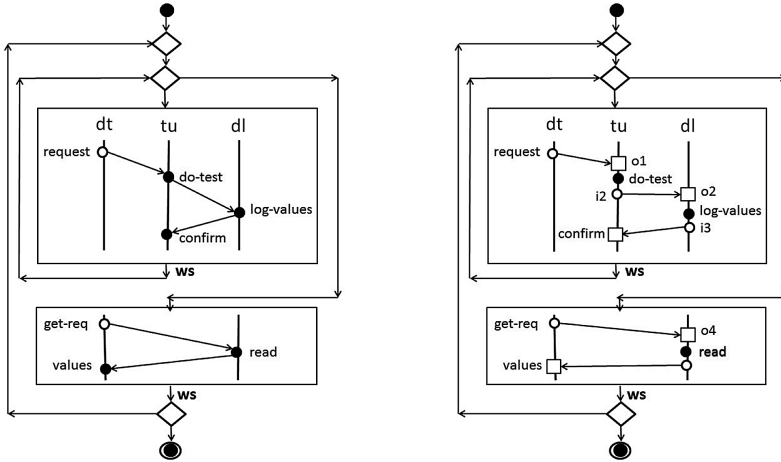 dt tu dl
request
do-test
log-values
confirm
ws
get-req
read
values
ws
dt tu dl
request
o1
do-test
i2
o2
log-values
confirm
i3
ws
get-req
o4
read
values
ws